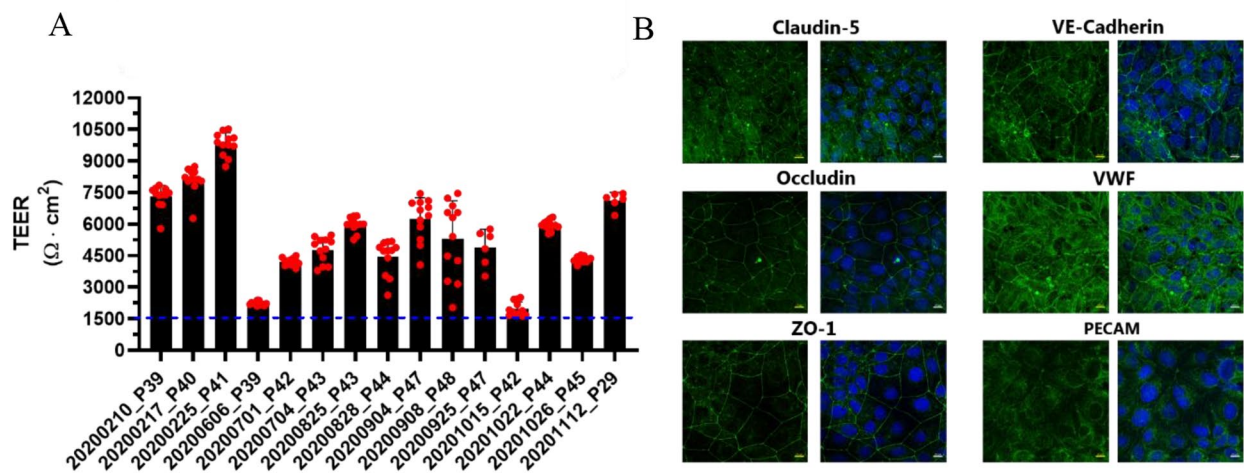 A
B
12000
10500
9000
7500
6000
4500
3000
1500
0
TEER
(Ω · cm²)
20200210_P39
20200217_P40
20200225_P41
20200606_P39
20200701_P42
20200704_P43
20200825_P43
20200828_P44
20200904_P47
20200908_P48
20200925_P47
20201015_P42
20201022_P44
20201026_P45
20201112_P29
Claudin-5
VE-Cadherin
Occludin
VWF
ZO-1
PECAM